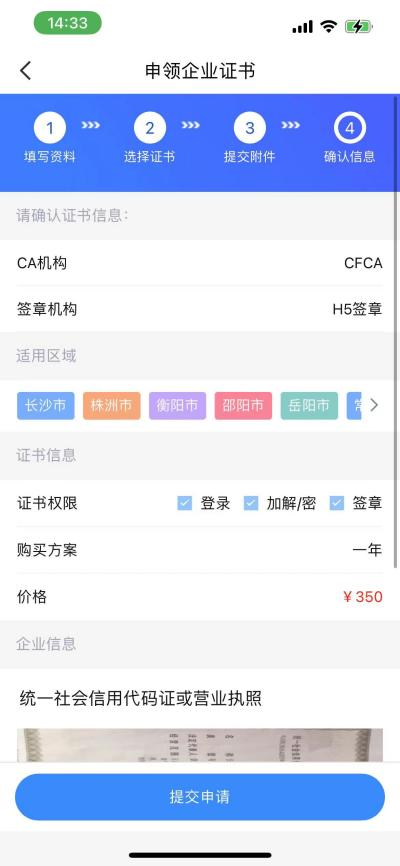 14:33
申领企业证书
1 2 3 4
填写资料 选择证书 提交附件 确认信息
请确认证书信息:
CA机构 CFCA
签章机构 H5签章
适用区域
长沙市 株洲市 衡阳市 邵阳市 岳阳市
证书信息
证书权限 登录 加解/密 签章
购买方案 一年
价格 ¥350
企业信息
统一社会信用代码证或营业执照
提交申请